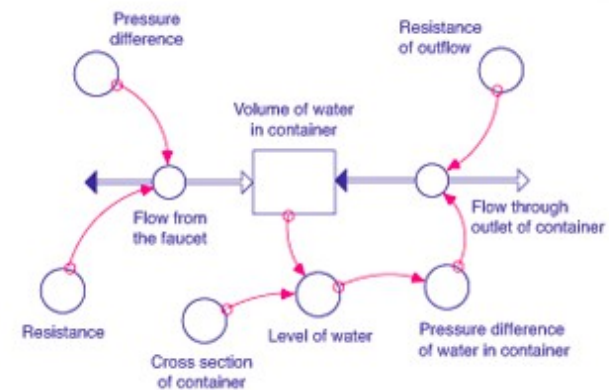 Pressure
difference
Resistance
of outflow
Volume of water
in container
Flow from
the faucet
Flow through
outlet of container
Resistance
Cross section
of container
Level of water
Pressure difference
of water in container